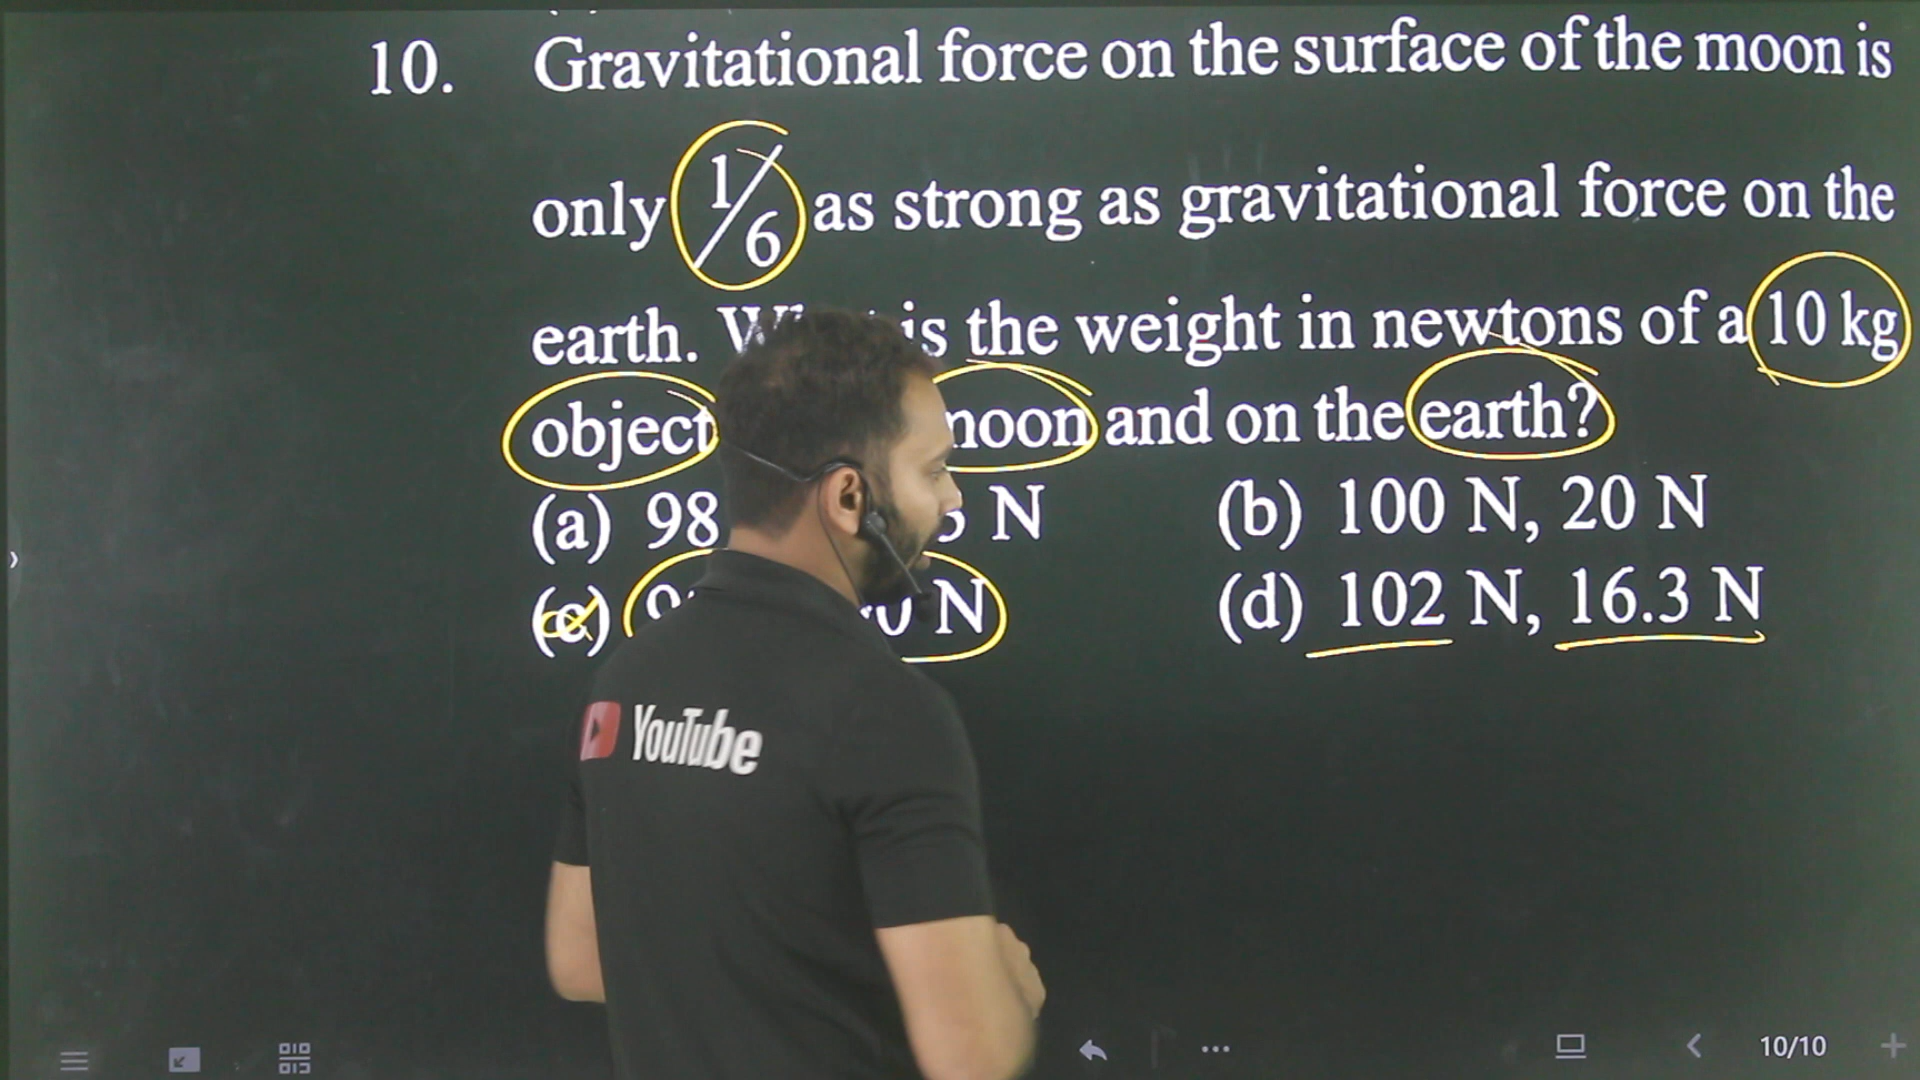 10. Gravitational force on the surface of the moon is
only 1/6 as strong as gravitational force on the
earth. is the weight in newtons of a 10 kg
object and on the earth?
(a) 98 N (b) 100 N, 20 N
(c) N (d) 102 N, 16.3 N
YouTube
10/10